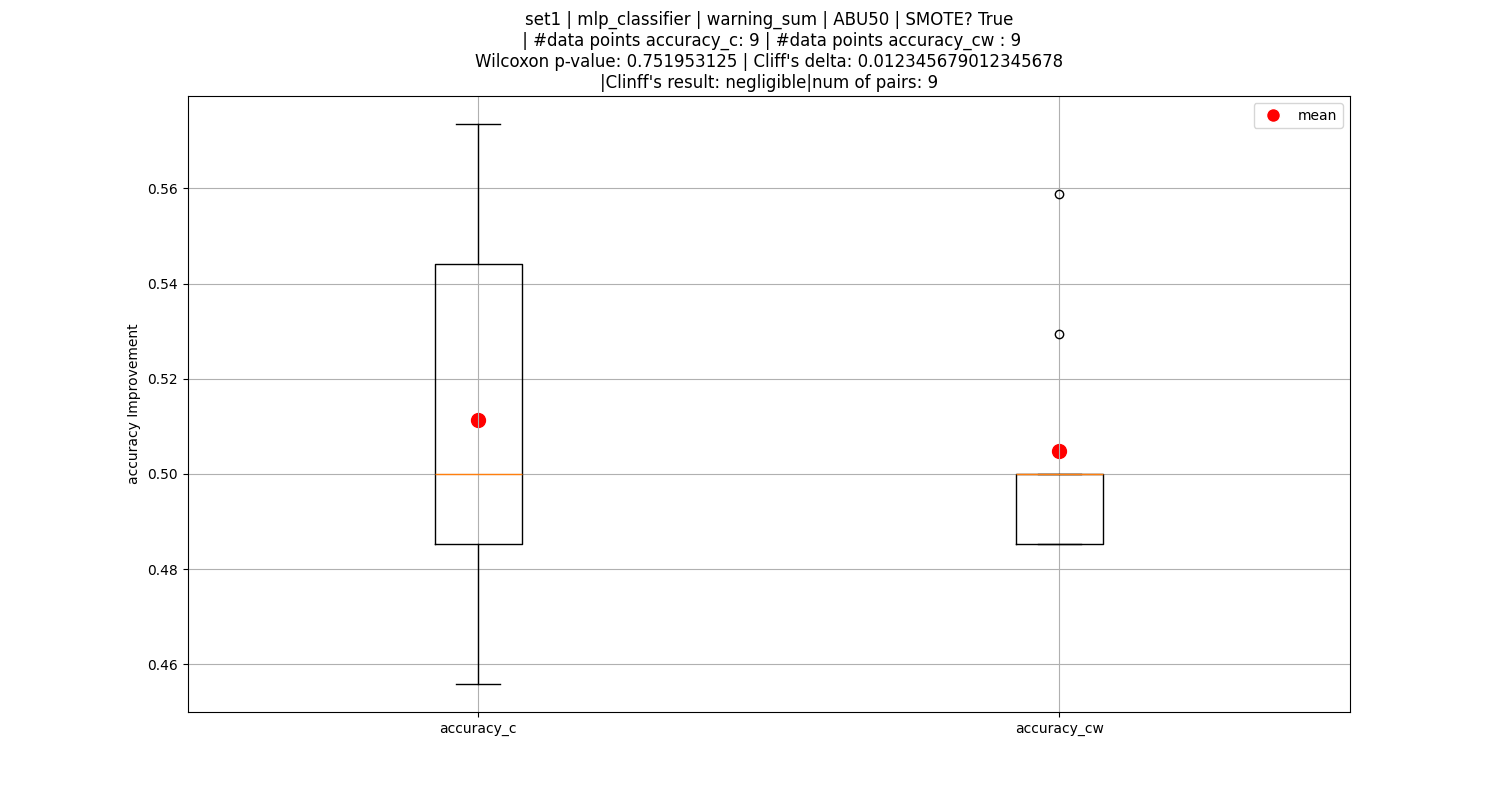 set1 | mlp_classifier | warning_sum | ABU50 | SMOTE? True
| #data points accuracy_c: 9 | #data points accuracy_cw : 9
Wilcoxon p-value: 0.751953125 | Cliff's delta: 0.012345679012345678
|Clinff's result: negligible|num of pairs: 9
mean
accuracy Improvement
0.56
0.54
0.52
0.50
0.48
0.46
accuracy_c
accuracy_cw